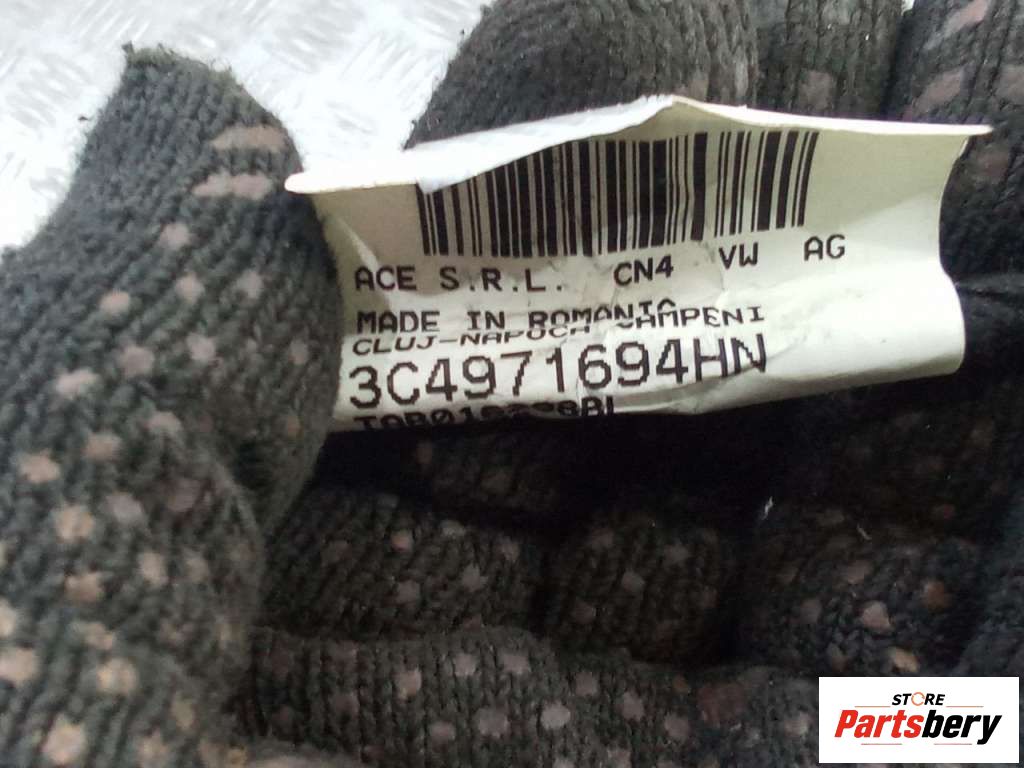 ACE S.R.L. CN4 VW AG
MADE IN ROMANIA
CLUJ-NAPOCA CAMPENI
3C4971694HN
STORE
Partsbery